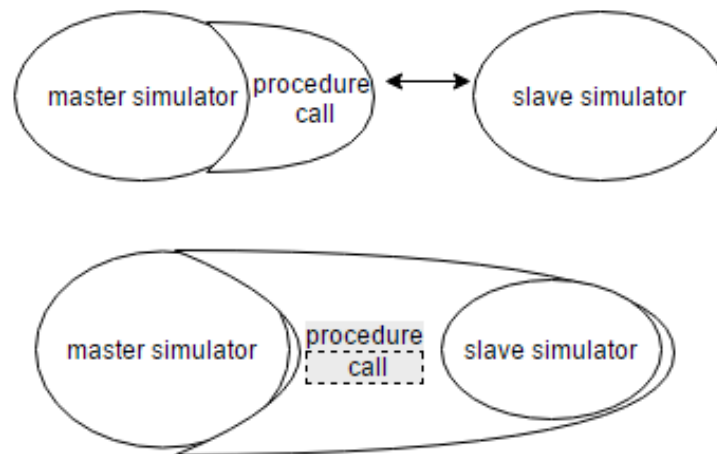 master simulator
procedure
call
slave simulator
master simulator
procedure
call
slave simulator